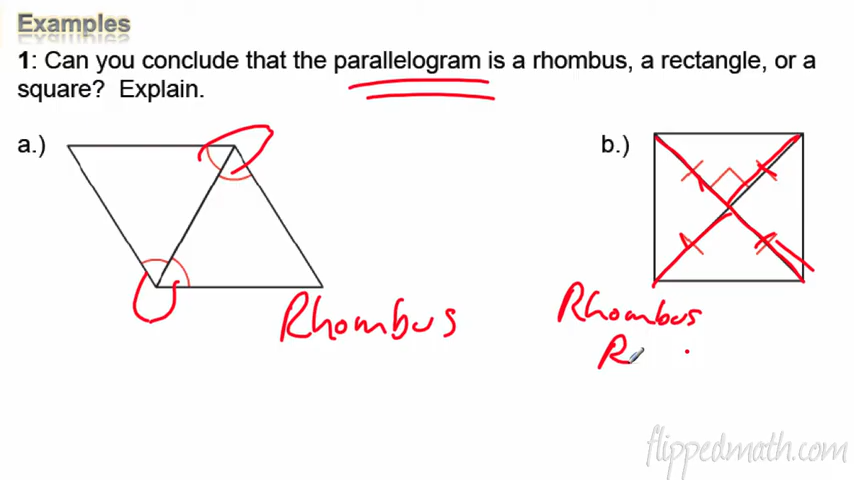 Examples
1: Can you conclude that the parallelogram is a rhombus, a rectangle, or a
square? Explain.
a.)
b.)
Rhombus
Rhombus
R
flippedmath.com